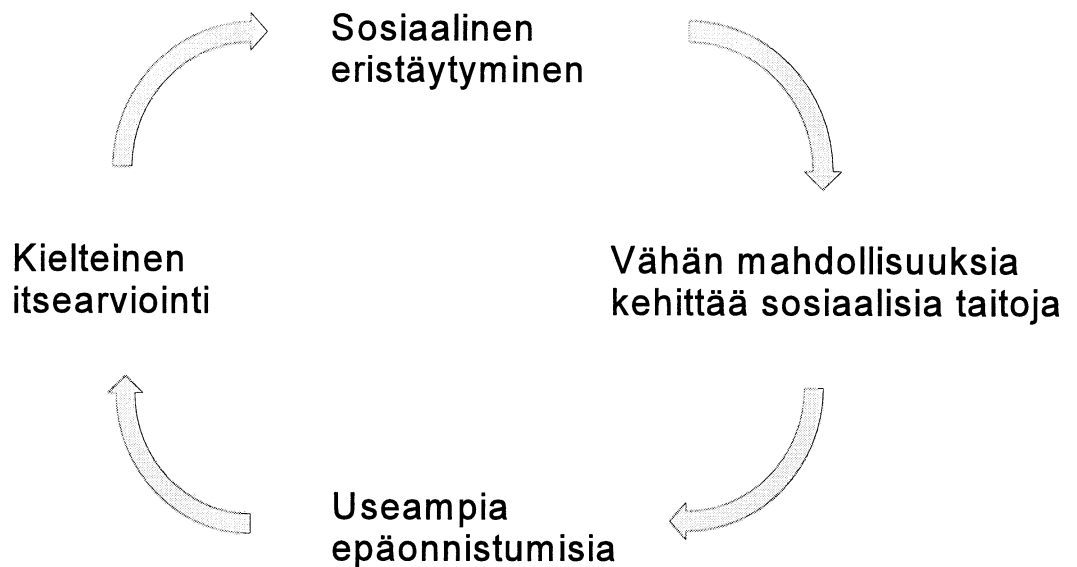 Sosiaalinen
eristäytyminen
Vähän mahdollisuuksia
kehittää sosiaalisia taitoja
Useampia
epäonnistumisia
Kielteinen
itsearviointi